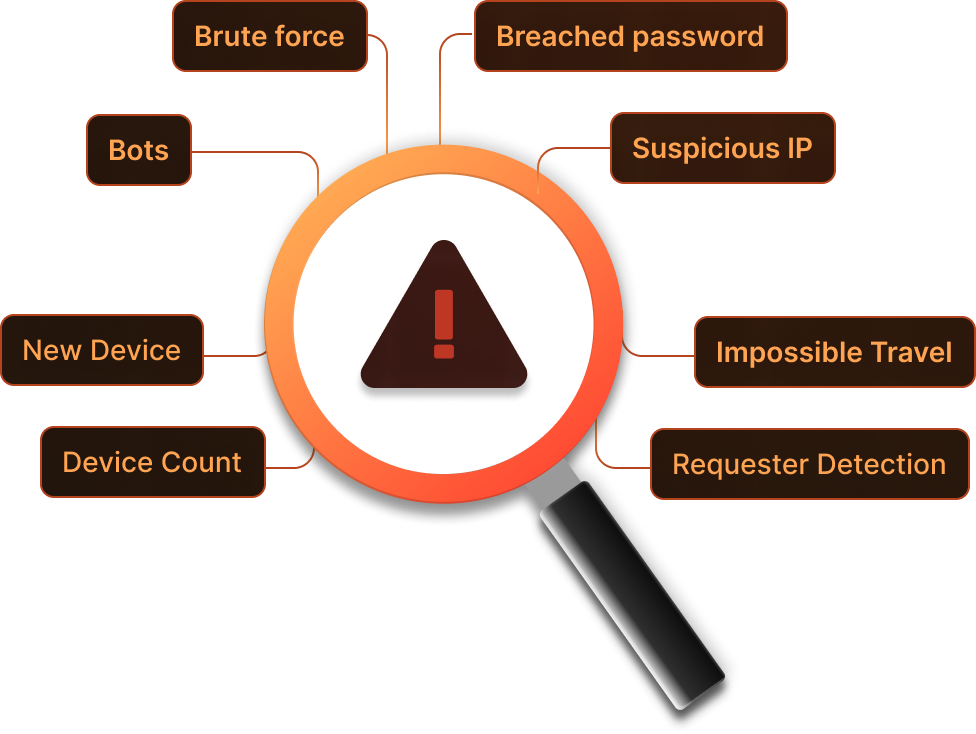 Brute force
Breached password
Bots
Suspicious IP
New Device
Impossible Travel
Device Count
Requester Detection